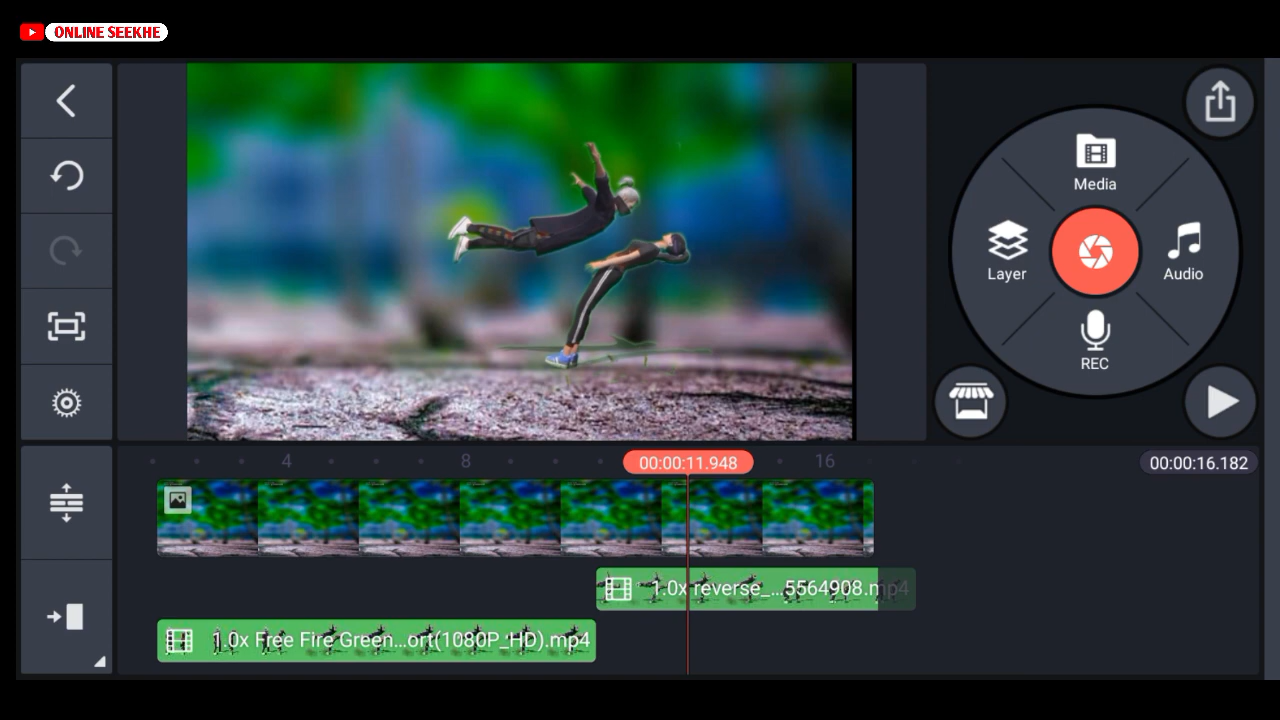 ONLINE SEEKHE
Media
Layer
Audio
REC
4
8
00:00:11.948
16
00:00:16.182
1.0x reverse_...5564908.mp4
1.0x Free Fire Green...ort(1080P_HD).mp4